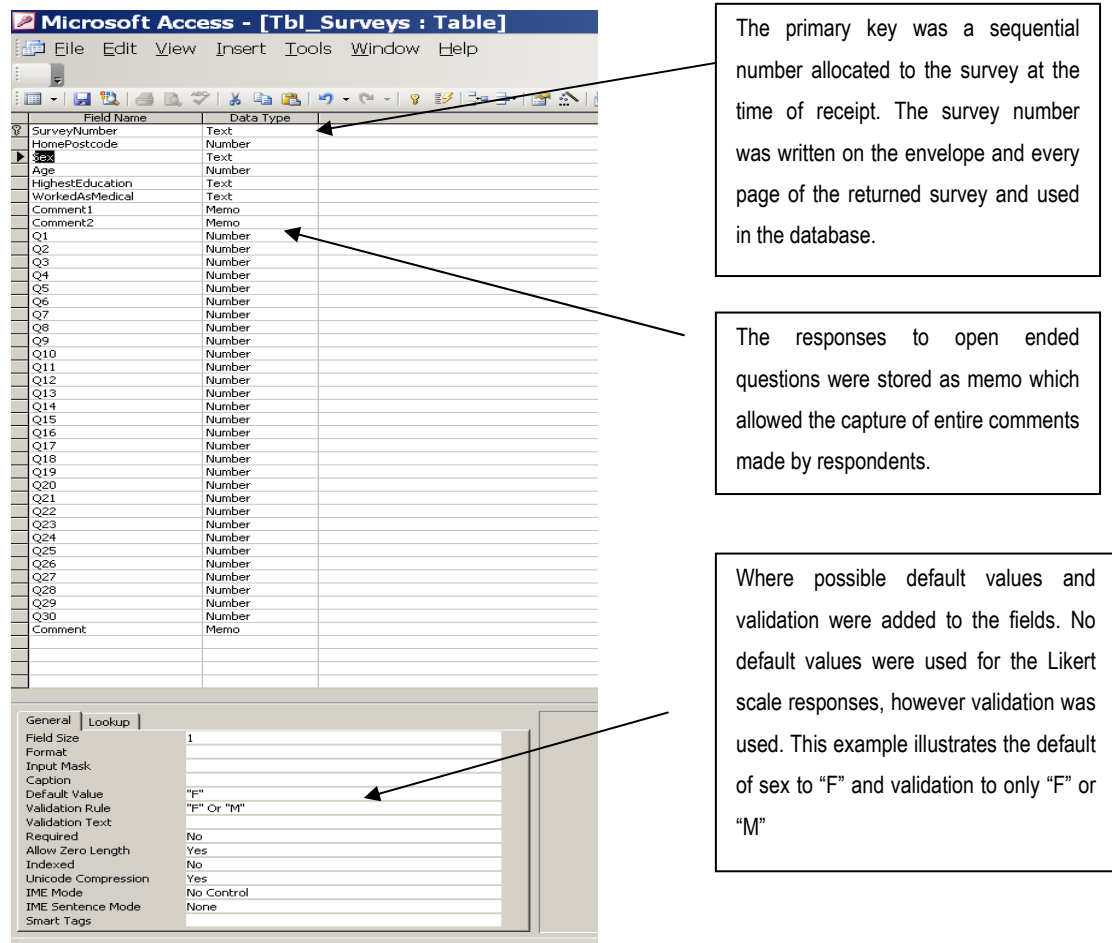 Microsoft Access - [Tbl_Surveys : Table]
File Edit View Insert Tools Window Help
Field Name Data Type
SurveyNumber Text
HomePostcode Number
Sex Text
Age Number
HighestEducation Text
WorkedAsMedical Text
Comment1 Memo
Comment2 Memo
Q1 Number
Q2 Number
Q3 Number
Q4 Number
Q5 Number
Q6 Number
Q7 Number
Q8 Number
Q9 Number
Q10 Number
Q11 Number
Q12 Number
Q13 Number
Q14 Number
Q15 Number
Q16 Number
Q17 Number
Q18 Number
Q19 Number
Q20 Number
Q21 Number
Q22 Number
Q23 Number
Q24 Number
Q25 Number
Q26 Number
Q27 Number
Q28 Number
Q29 Number
Q30 Number
Comment Memo
General Lookup
Field Size 1
Format
Input Mask
Caption
Default Value "F"
Validation Rule "F" Or "M"
Validation Text
Required No
Allow Zero Length Yes
Indexed No
Unicode Compression Yes
IME Mode No Control
IME Sentence Mode None
Smart Tags
The primary key was a sequential
number allocated to the survey at the
time of receipt. The survey number
was written on the envelope and every
page of the returned survey and used
in the database.
The responses to open ended
questions were stored as memo which
allowed the capture of entire comments
made by respondents.
Where possible default values and
validation were added to the fields. No
default values were used for the Likert
scale responses, however validation was
used. This example illustrates the default
of sex to “F” and validation to only “F” or
“M”